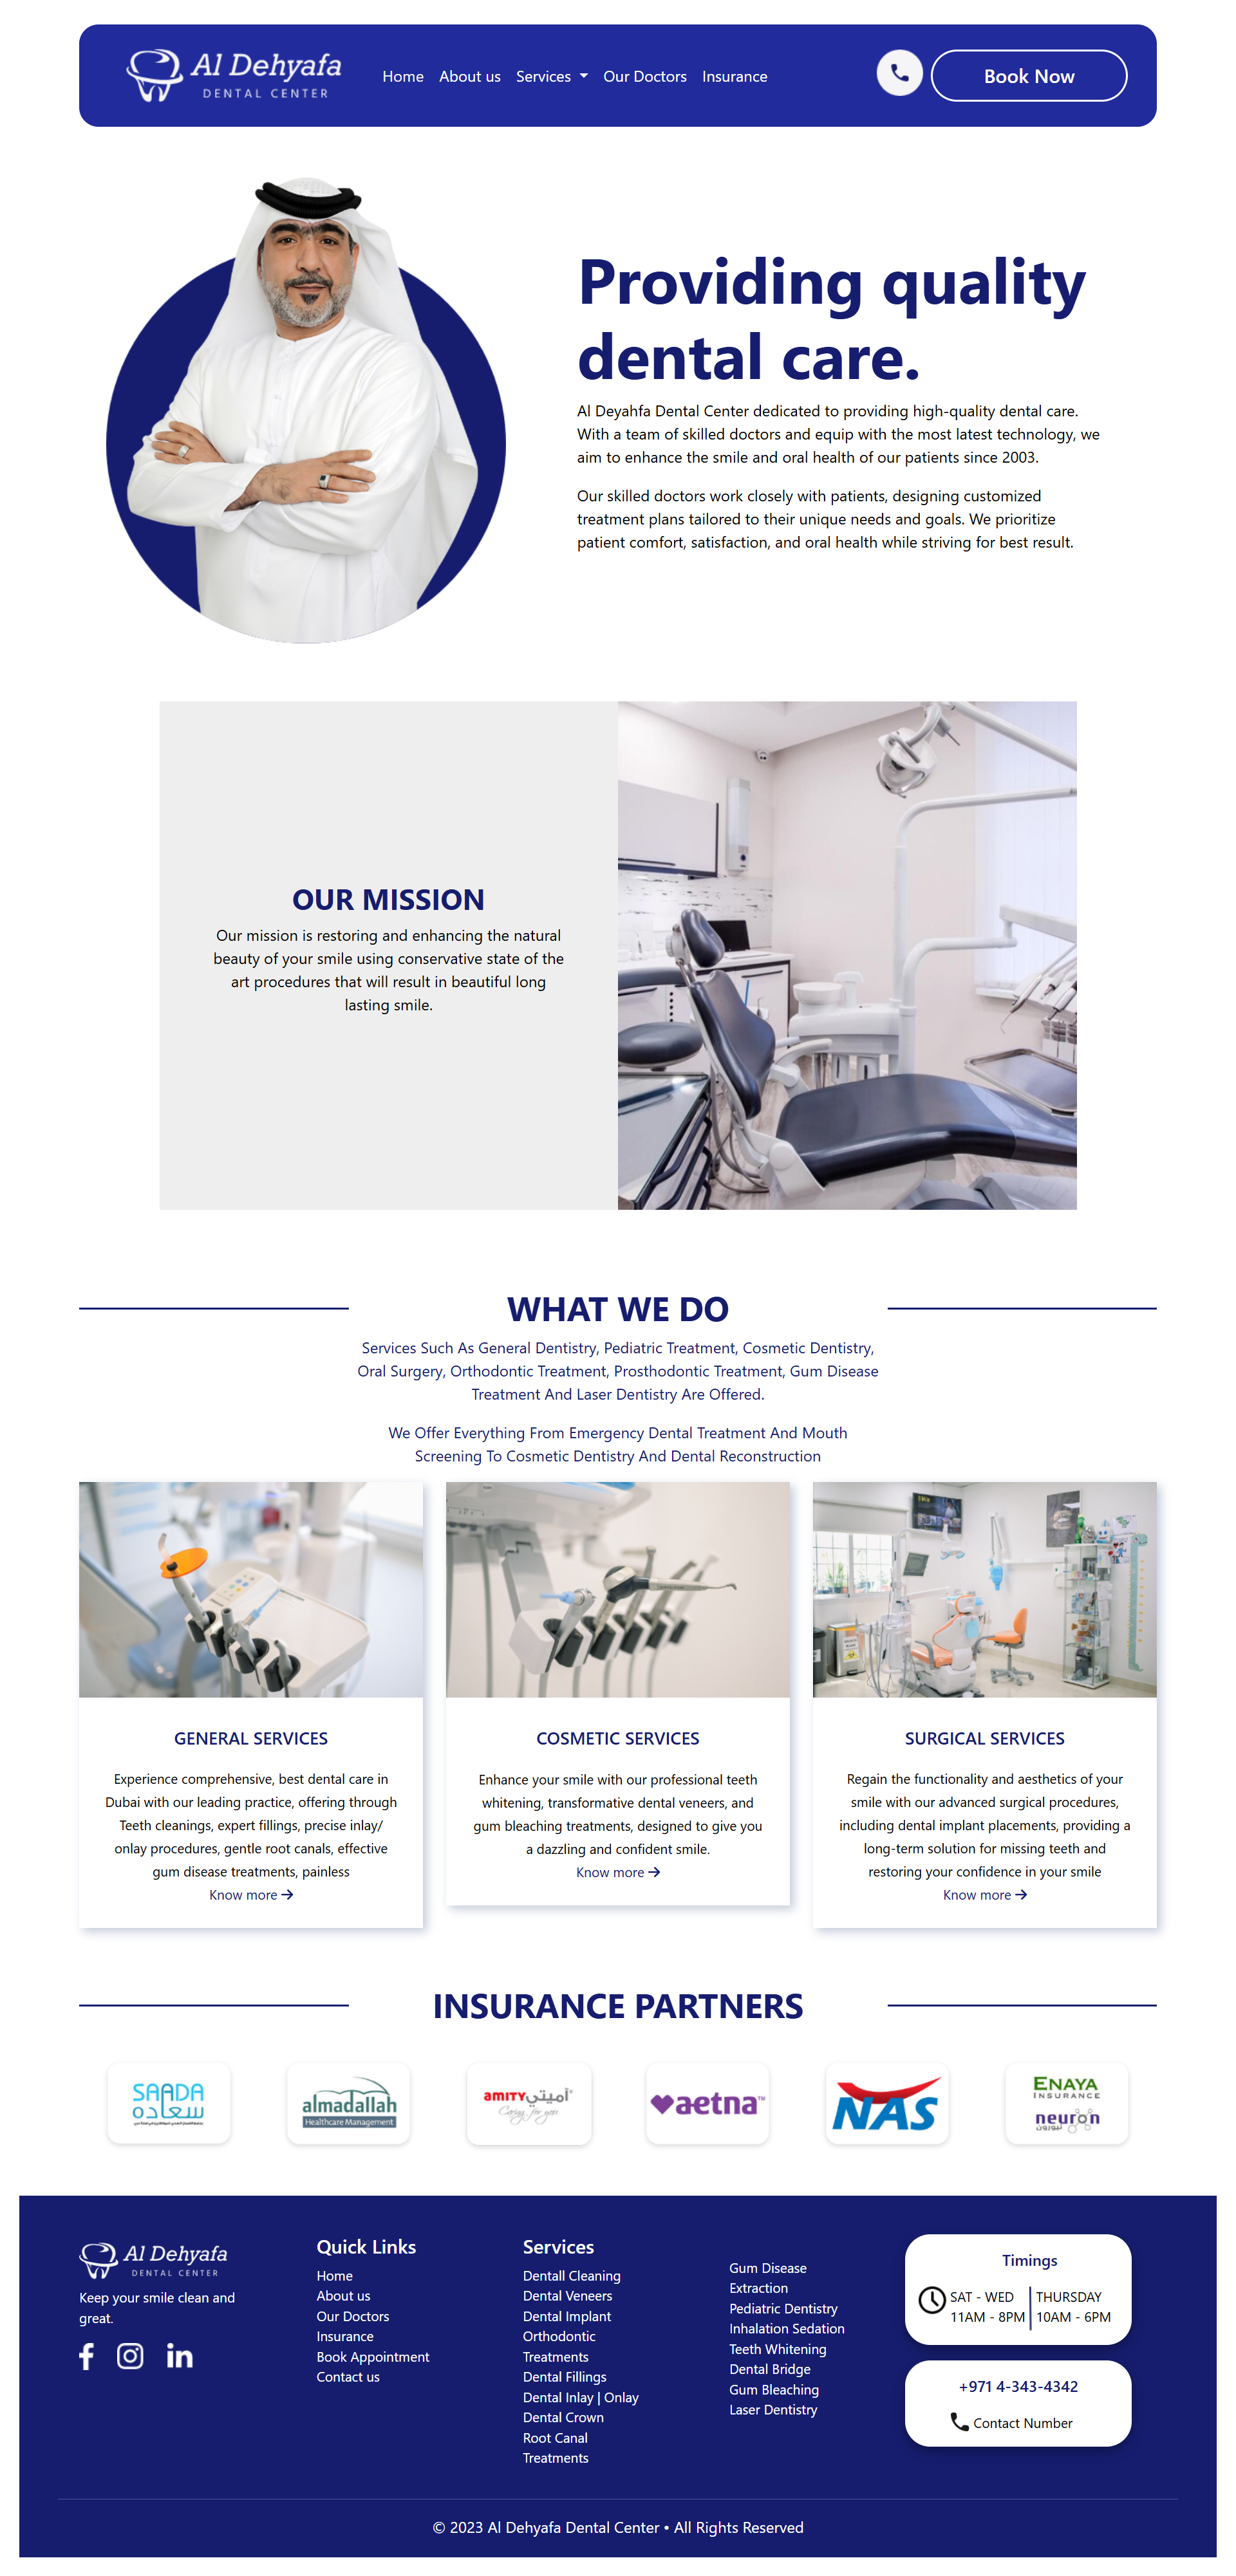 Al Dehyafa
DENTAL CENTER
Home
About us
Services
Our Doctors
Insurance
Book Now
Providing quality
dental care.
Al Deyahfa Dental Center dedicated to providing high-quality dental care.
With a team of skilled doctors and equip with the most latest technology, we
aim to enhance the smile and oral health of our patients since 2003.
Our skilled doctors work closely with patients, designing customized
treatment plans tailored to their unique needs and goals. We prioritize
patient comfort, satisfaction, and oral health while striving for best result.
OUR MISSION
Our mission is restoring and enhancing the natural
beauty of your smile using conservative state of the
art procedures that will result in beautiful long
lasting smile.
WHAT WE DO
Services Such As General Dentistry, Pediatric Treatment, Cosmetic Dentistry,
Oral Surgery, Orthodontic Treatment, Prosthodontic Treatment, Gum Disease
Treatment And Laser Dentistry Are Offered.
We Offer Everything From Emergency Dental Treatment And Mouth
Screening To Cosmetic Dentistry And Dental Reconstruction
GENERAL SERVICES
Experience comprehensive, best dental care in
Dubai with our leading practice, offering through
Teeth cleanings, expert fillings, precise inlay/
onlay procedures, gentle root canals, effective
gum disease treatments, painless
Know more
COSMETIC SERVICES
Enhance your smile with our professional teeth
whitening, transformative dental veneers, and
gum bleaching treatments, designed to give you
a dazzling and confident smile.
Know more
SURGICAL SERVICES
Regain the functionality and aesthetics of your
smile with our advanced surgical procedures,
including dental implant placements, providing a
long-term solution for missing teeth and
restoring your confidence in your smile
Know more
INSURANCE PARTNERS
SAADA
سعادة
almadallah
Healthcare Management
AMITY أميتي
Caring for you
aetna™
NAS
ENAYA
INSURANCE
neuron
نيورون
Al Dehyafa
DENTAL CENTER
Keep your smile clean and
great.
Quick Links
Home
About us
Our Doctors
Insurance
Book Appointment
Contact us
Services
Dentall Cleaning
Dental Veneers
Dental Implant
Orthodontic
Treatments
Dental Fillings
Dental Inlay | Onlay
Dental Crown
Root Canal
Treatments
Gum Disease
Extraction
Pediatric Dentistry
Inhalation Sedation
Teeth Whitening
Dental Bridge
Gum Bleaching
Laser Dentistry
Timings
SAT - WED
11AM - 8PM
THURSDAY
10AM - 6PM
+971 4-343-4342
Contact Number
© 2023 Al Dehyafa Dental Center • All Rights Reserved